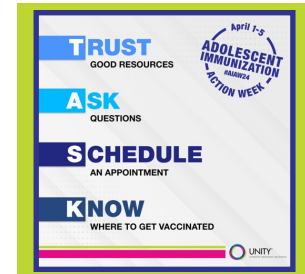 TRUST
GOOD RESOURCES
April 1-5
ADOLESCENT
IMMUNIZATION
#AIAW24
ACTION WEEK
ASK
QUESTIONS
SCHEDULE
AN APPOINTMENT
KNOW
WHERE TO GET VACCINATED
UNITY